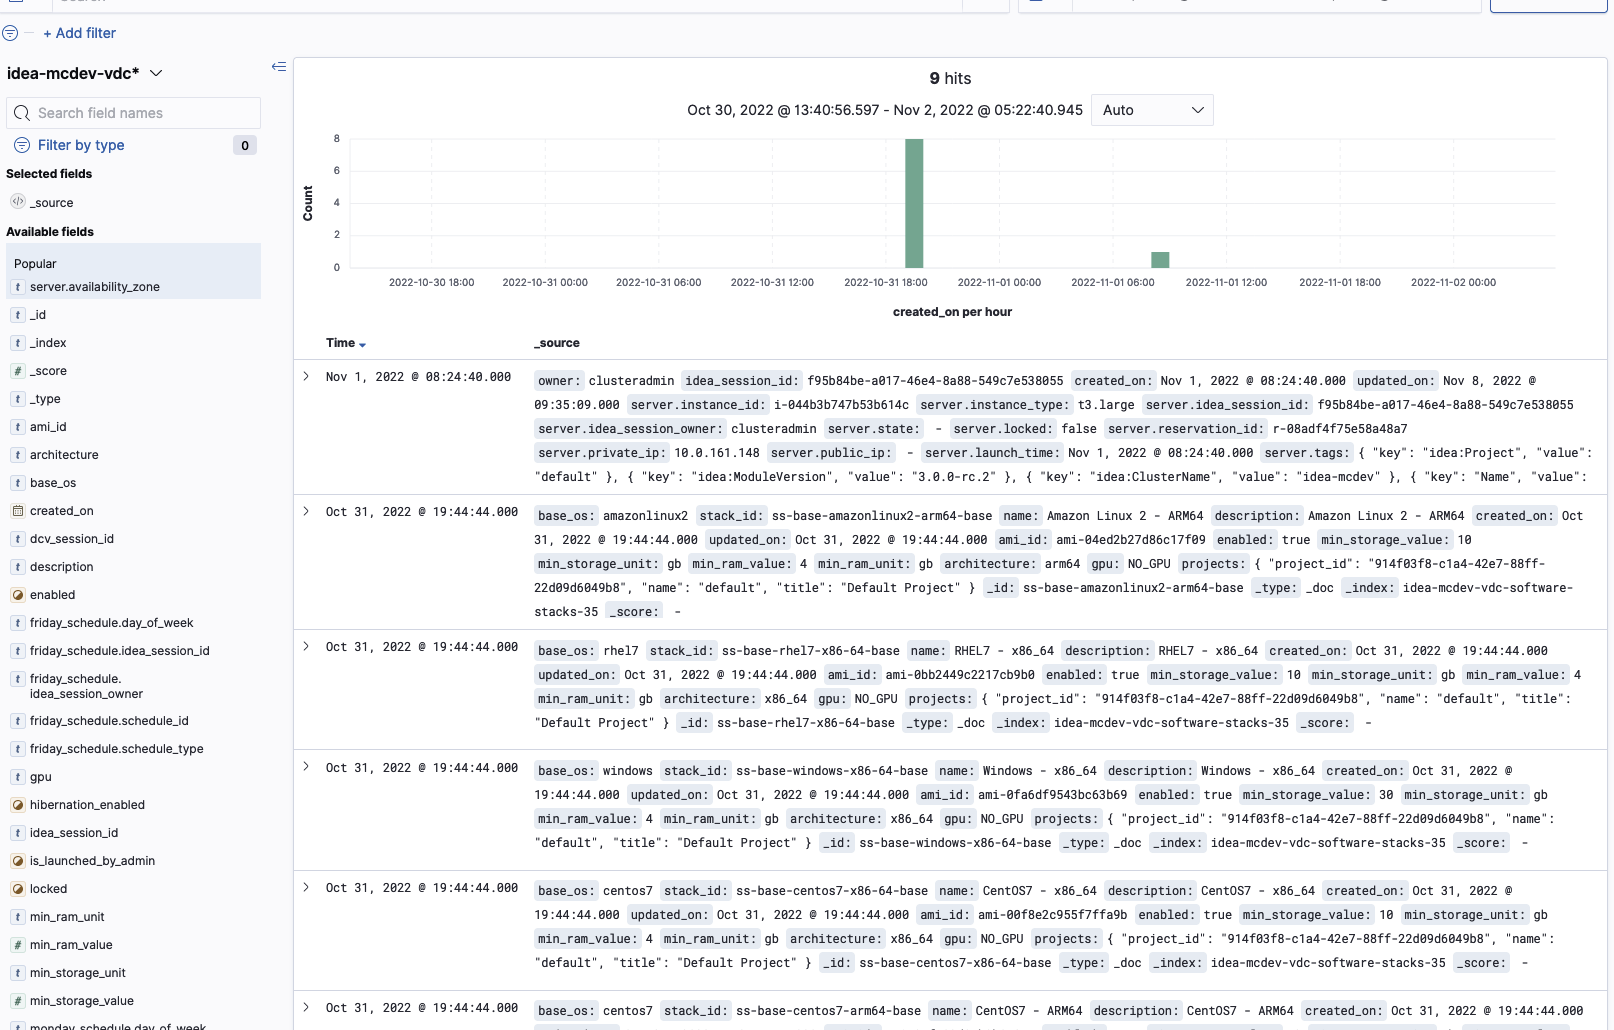 + Add filter
idea-mcdev-vdc*
Search field names
Filter by type 0
Selected fields
_source
Available fields
Popular
server.availability_zone
_id
_index
_score
_type
ami_id
architecture
base_os
created_on
dcv_session_id
description
enabled
friday_schedule.day_of_week
friday_schedule.idea_session_id
friday_schedule.
idea_session_owner
friday_schedule.schedule_id
friday_schedule.schedule_type
gpu
hibernation_enabled
idea_session_id
is_launched_by_admin
locked
min_ram_unit
min_ram_value
min_storage_unit
min_storage_value
monday_schedule.day_of_week
9 hits
Oct 30, 2022 @ 13:40:56.597 - Nov 2, 2022 @ 05:22:40.945 Auto
Count
8
6
4
2
0
2022-10-30 18:00 2022-10-31 00:00 2022-10-31 06:00 2022-10-31 12:00 2022-10-31 18:00 2022-11-01 00:00 2022-11-01 06:00 2022-11-01 12:00 2022-11-01 18:00 2022-11-02 00:00
created_on per hour
Time _source
Nov 1, 2022 @ 08:24:40.000 owner: clusteradmin idea_session_id: f95b84be-a017-46e4-8a88-549c7e538055 created_on: Nov 1, 2022 @ 08:24:40.000 updated_on: Nov 8, 2022 @
09:35:09.000 server.instance_id: i-044b3b747b53b614c server.instance_type: t3.large server.idea_session_id: f95b84be-a017-46e4-8a88-549c7e538055
server.idea_session_owner: clusteradmin server.state: - server.locked: false server.reservation_id: r-08adf4f75e58a48a7
server.private_ip: 10.0.161.148 server.public_ip: - server.launch_time: Nov 1, 2022 @ 08:24:40.000 server.tags: { "key": "idea:Project", "value":
"default" }, { "key": "idea:ModuleVersion", "value": "3.0.0-rc.2" }, { "key": "idea:ClusterName", "value": "idea-mcdev" }, { "key": "Name", "value":
Oct 31, 2022 @ 19:44:44.000 base_os: amazonlinux2 stack_id: ss-base-amazonlinux2-arm64-base name: Amazon Linux 2 - ARM64 description: Amazon Linux 2 - ARM64 created_on: Oct
31, 2022 @ 19:44:44.000 updated_on: Oct 31, 2022 @ 19:44:44.000 ami_id: ami-04ed2b27d86c17f09 enabled: true min_storage_value: 10
min_storage_unit: gb min_ram_value: 4 min_ram_unit: gb architecture: arm64 gpu: NO_GPU projects: { "project_id": "914f03f8-c1a4-42e7-88ff-
22d09d6049b8", "name": "default", "title": "Default Project" } _id: ss-base-amazonlinux2-arm64-base _type: _doc _index: idea-mcdev-vdc-software-
stacks-35 _score: -
Oct 31, 2022 @ 19:44:44.000 base_os: rhel7 stack_id: ss-base-rhel7-x86-64-base name: RHEL7 - x86_64 description: RHEL7 - x86_64 created_on: Oct 31, 2022 @ 19:44:44.000
updated_on: Oct 31, 2022 @ 19:44:44.000 ami_id: ami-0bb2449c2217cb9b0 enabled: true min_storage_value: 10 min_storage_unit: gb min_ram_value: 4
min_ram_unit: gb architecture: x86_64 gpu: NO_GPU projects: { "project_id": "914f03f8-c1a4-42e7-88ff-22d09d6049b8", "name": "default", "title":
"Default Project" } _id: ss-base-rhel7-x86-64-base _type: _doc _index: idea-mcdev-vdc-software-stacks-35 _score: -
Oct 31, 2022 @ 19:44:44.000 base_os: windows stack_id: ss-base-windows-x86-64-base name: Windows - x86_64 description: Windows - x86_64 created_on: Oct 31, 2022 @
19:44:44.000 updated_on: Oct 31, 2022 @ 19:44:44.000 ami_id: ami-0fa6df9543bc63b69 enabled: true min_storage_value: 30 min_storage_unit: gb
min_ram_value: 4 min_ram_unit: gb architecture: x86_64 gpu: NO_GPU projects: { "project_id": "914f03f8-c1a4-42e7-88ff-22d09d6049b8", "name":
"default", "title": "Default Project" } _id: ss-base-windows-x86-64-base _type: _doc _index: idea-mcdev-vdc-software-stacks-35 _score: -
Oct 31, 2022 @ 19:44:44.000 base_os: centos7 stack_id: ss-base-centos7-x86-64-base name: CentOS7 - x86_64 description: CentOS7 - x86_64 created_on: Oct 31, 2022 @
19:44:44.000 updated_on: Oct 31, 2022 @ 19:44:44.000 ami_id: ami-00f8e2c955f7ffa9b enabled: true min_storage_value: 10 min_storage_unit: gb
min_ram_value: 4 min_ram_unit: gb architecture: x86_64 gpu: NO_GPU projects: { "project_id": "914f03f8-c1a4-42e7-88ff-22d09d6049b8", "name":
"default", "title": "Default Project" } _id: ss-base-centos7-x86-64-base _type: _doc _index: idea-mcdev-vdc-software-stacks-35 _score: -
Oct 31, 2022 @ 19:44:44.000 base_os: centos7 stack_id: ss-base-centos7-arm64-base name: CentOS7 - ARM64 description: CentOS7 - ARM64 created_on: Oct 31, 2022 @ 19:44:44.000